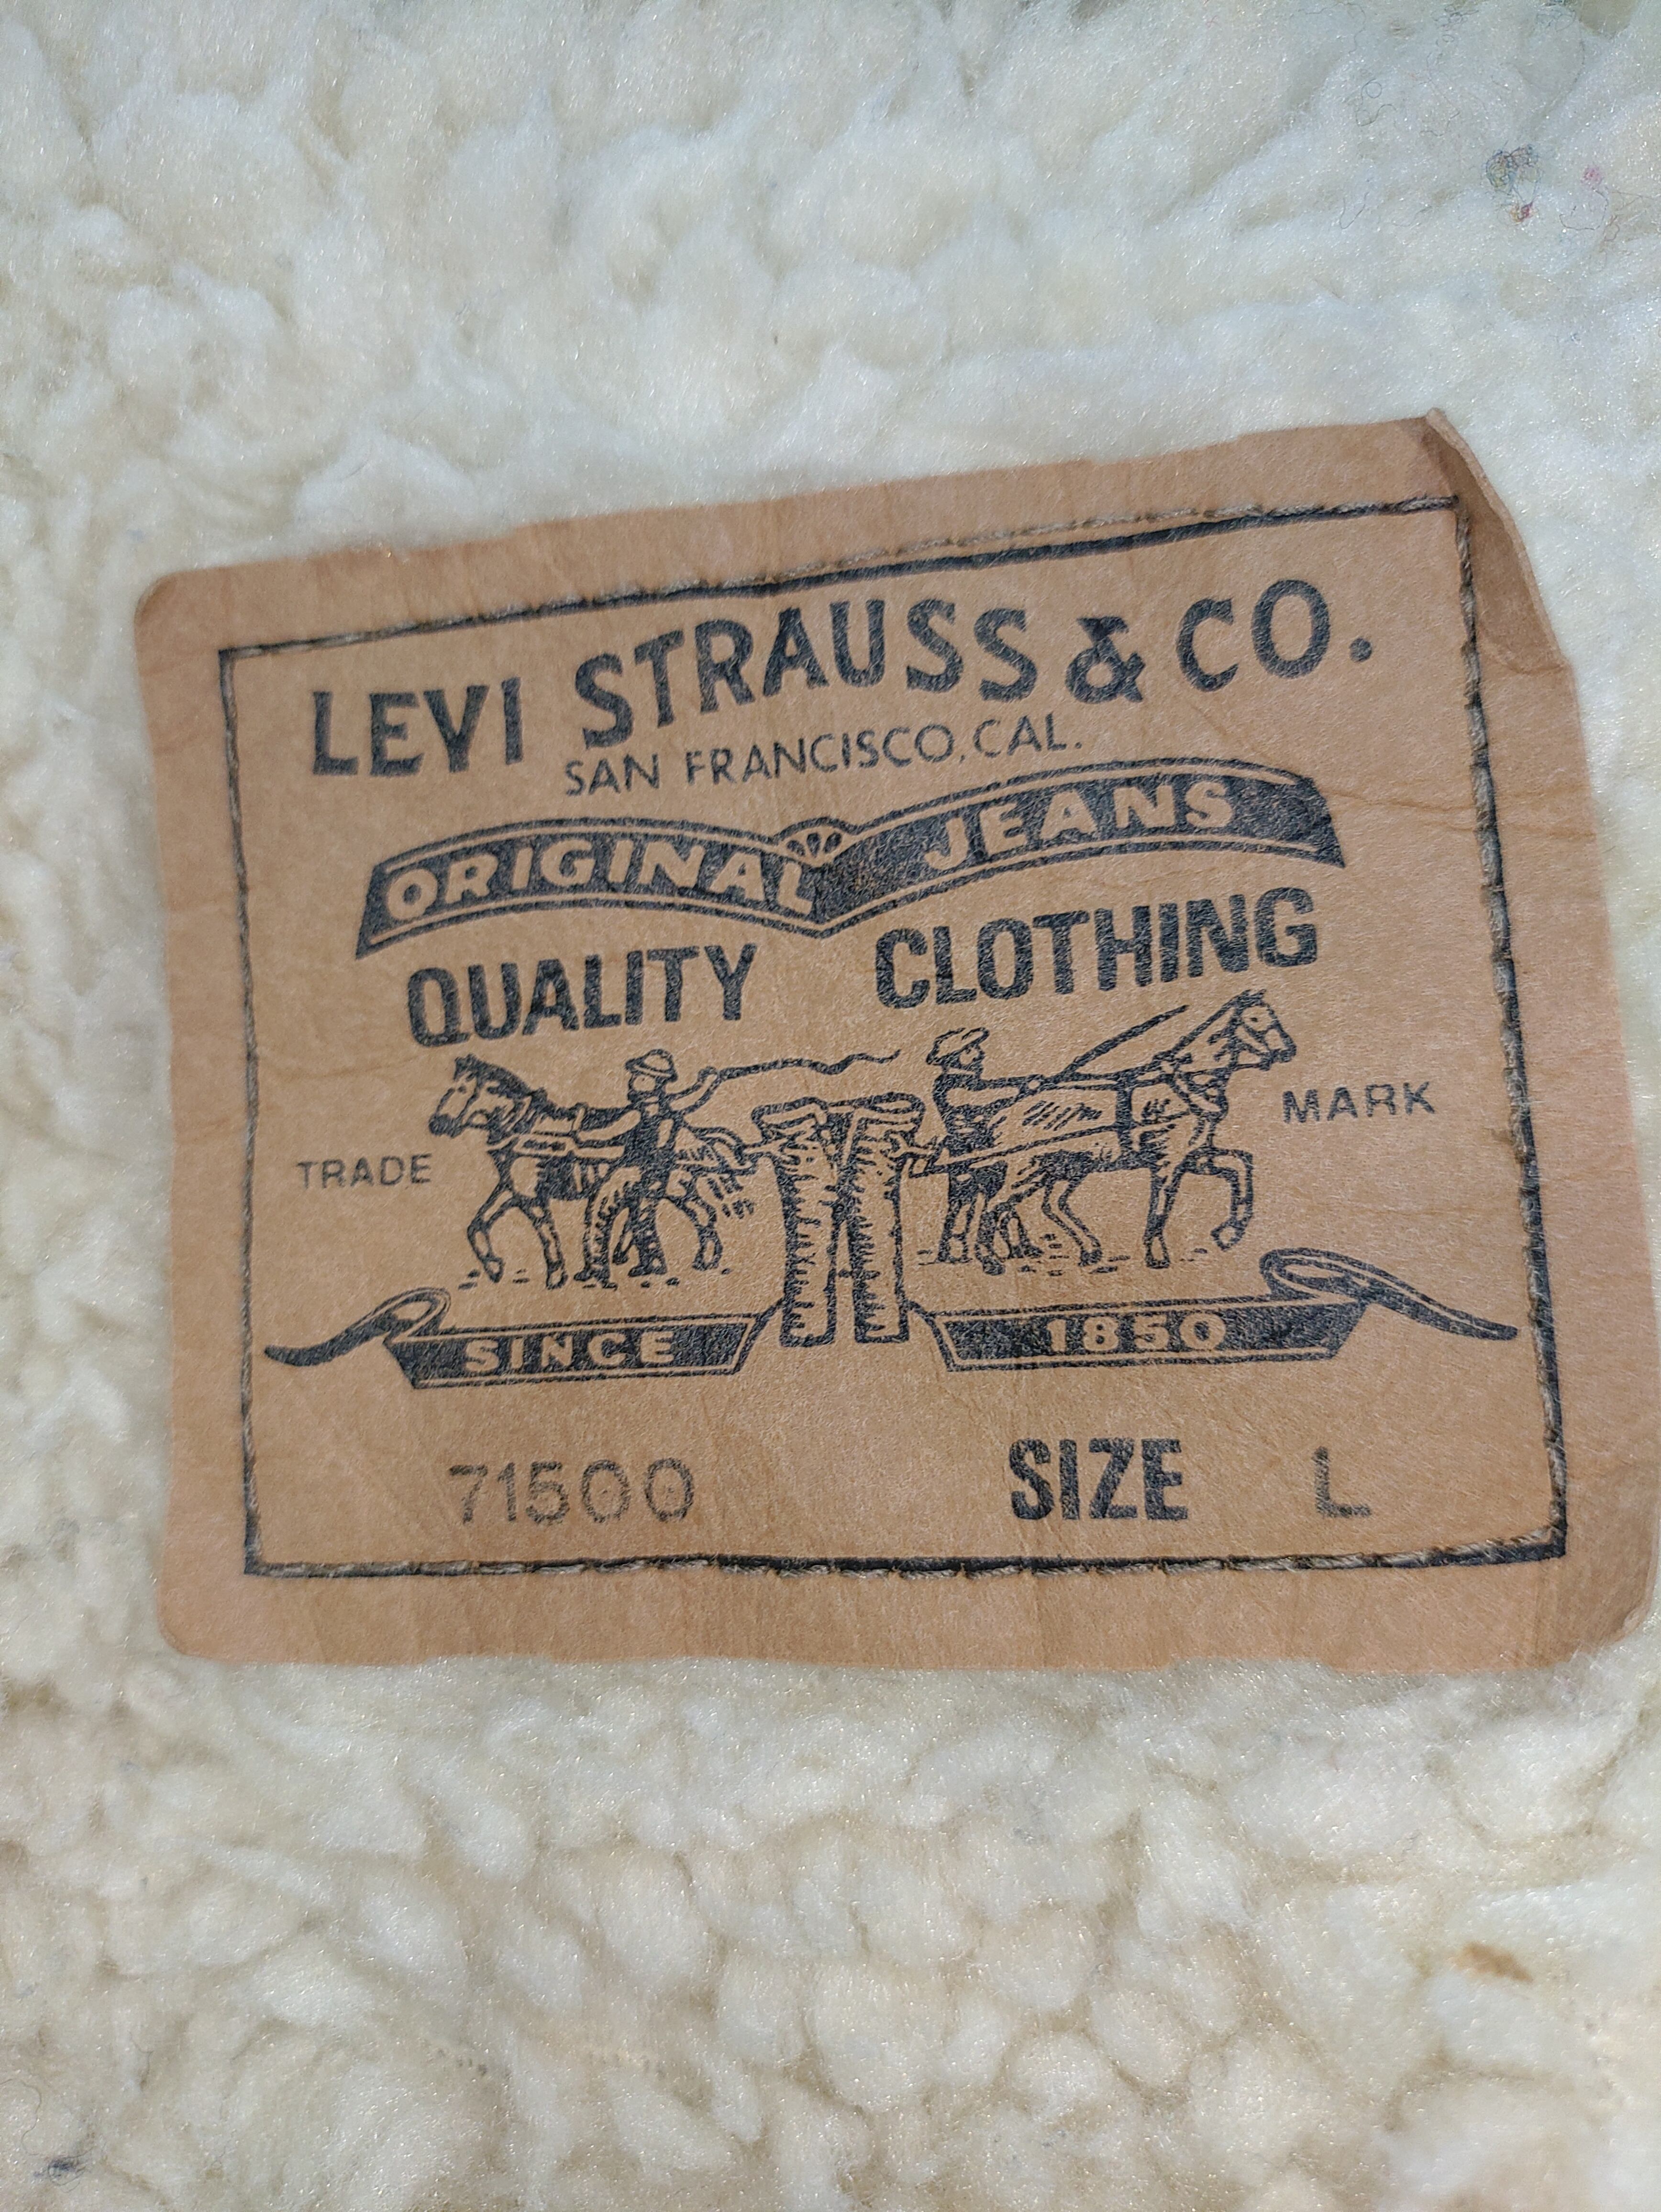 LEVI STRAUSS & CO.
SAN FRANCISCO, CAL.
ORIGINAL JEANS
QUALITY CLOTHING
TRADE MARK
SINCE 1850
71500 SIZE L